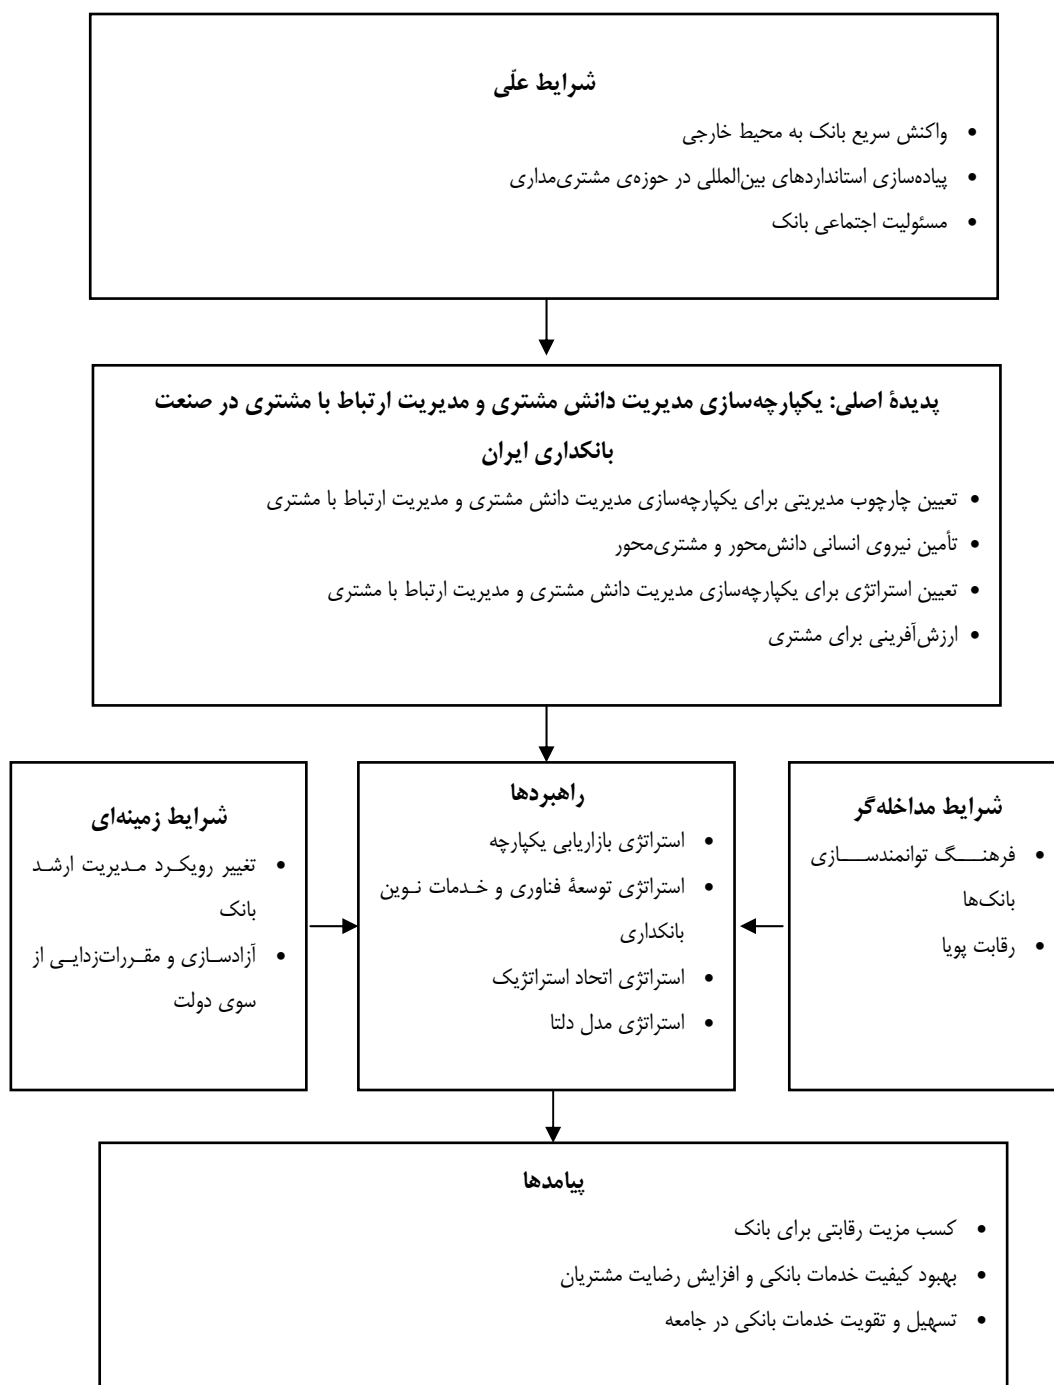 شرایط علّی
• واکنش سریع بانک به محیط خارجی
• پیاده‌سازی استانداردهای بین‌المللی در حوزه‌ی مشتری‌مداری
• مسئولیت اجتماعی بانک
پدیدۀ اصلی: یکپارچه‌سازی مدیریت دانش مشتری و مدیریت ارتباط با مشتری در صنعت
بانکداری ایران
• تعیین چارچوب مدیریتی برای یکپارچه‌سازی مدیریت دانش مشتری و مدیریت ارتباط با مشتری
• تأمین نیروی انسانی دانش‌محور و مشتری‌محور
• تعیین استراتژی برای یکپارچه‌سازی مدیریت دانش مشتری و مدیریت ارتباط با مشتری
• ارزش‌آفرینی برای مشتری
شرایط مداخله‌گر
• فرهنگ توانمندسازی
بانک‌ها
• رقابت پویا
راهبردها
• استراتژی بازاریابی یکپارچه
• استراتژی توسعۀ فناوری و خدمات نوین
بانکداری
• استراتژی اتحاد استراتژیک
• استراتژی مدل دلتا
شرایط زمینه‌ای
• تغییر رویکرد مدیریت ارشد
بانک
• آزادسازی و مقررات‌زدایی از
سوی دولت
پیامدها
• کسب مزیت رقابتی برای بانک
• بهبود کیفیت خدمات بانکی و افزایش رضایت مشتریان
• تسهیل و تقویت خدمات بانکی در جامعه